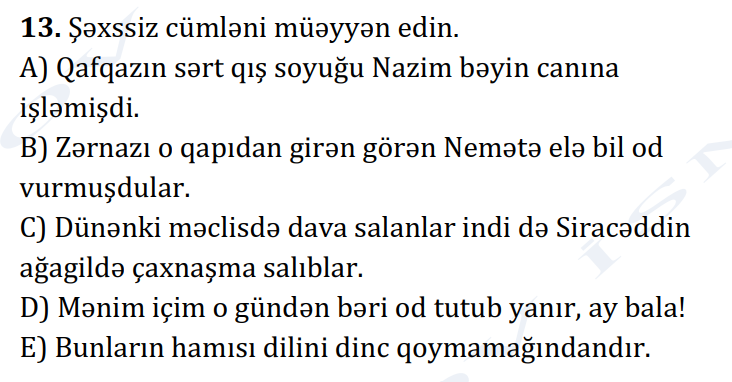 13. Şəxssiz cümləni müəyyən edin.
A) Qafqazın sərt qış soyuğu Nazim bəyin canına
işləmişdi.
B) Zərnazı o qapıdan girən görən Nemətə elə bil od
vurmuşdular.
C) Dünənki məclisdə dava salanlar indi də Siracəddin
ağagildə çaxnaşma salıblar.
D) Mənim içim o gündən bəri od tutub yanır, ay bala!
E) Bunların hamısı dilini dinc qoymamağındandır.